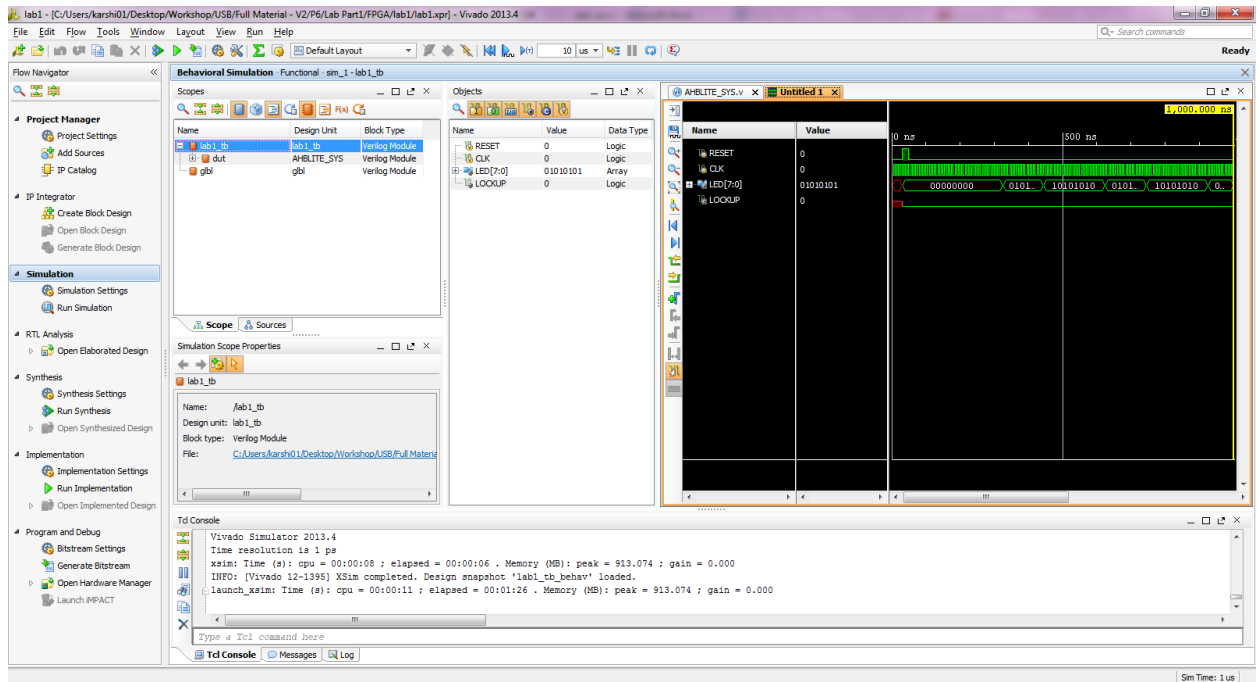 lab1 - [C:/Users/karshi01/Desktop/Workshop/USB/Full Material - V2/P6/Lab Part1/FPGA/lab1/lab1.xpr] - Vivado 2013.4
File Edit Flow Tools Window Layout View Run Help
Search commands
Default Layout
10 us
Ready
Flow Navigator
Project Manager
Project Settings
Add Sources
IP Catalog
IP Integrator
Create Block Design
Open Block Design
Generate Block Design
Simulation
Simulation Settings
Run Simulation
RTL Analysis
Open Elaborated Design
Synthesis
Synthesis Settings
Run Synthesis
Open Synthesized Design
Implementation
Implementation Settings
Run Implementation
Open Implemented Design
Program and Debug
Bitstream Settings
Generate Bitstream
Open Hardware Manager
Launch iMPACT
Behavioral Simulation - Functional - sim_1 - lab1_tb
Scopes
Name Design Unit Block Type
lab1_tb lab1_tb Verilog Module
dut AHBLITE_SYS Verilog Module
glbl glbl Verilog Module
Scope Sources
Simulation Scope Properties
lab1_tb
Name: /lab1_tb
Design unit: lab1_tb
Block type: Verilog Module
File: C:/Users/karshi01/Desktop/Workshop/USB/Full Materia
Objects
Name Value Data Type
RESET 0 Logic
CLK 0 Logic
LED[7:0] 01010101 Array
LOCKUP 0 Logic
AHBLITE_SYS.v Untitled 1
1,000.000 ns
Name Value
0 ns 500 ns
RESET 0
CLK 0
LED[7:0] 01010101 00000000 0101... 10101010 0101... 10101010 0...
LOCKUP 0
Tcl Console
Vivado Simulator 2013.4
Time resolution is 1 ps
xsim: Time (s): cpu = 00:00:08 ; elapsed = 00:00:06 . Memory (MB): peak = 913.074 ; gain = 0.000
INFO: [Vivado 12-1395] XSim completed. Design snapshot 'lab1_tb_behav' loaded.
launch_xsim: Time (s): cpu = 00:00:11 ; elapsed = 00:01:26 . Memory (MB): peak = 913.074 ; gain = 0.000
Type a Tcl command here
Tcl Console Messages Log
Sim Time: 1 us